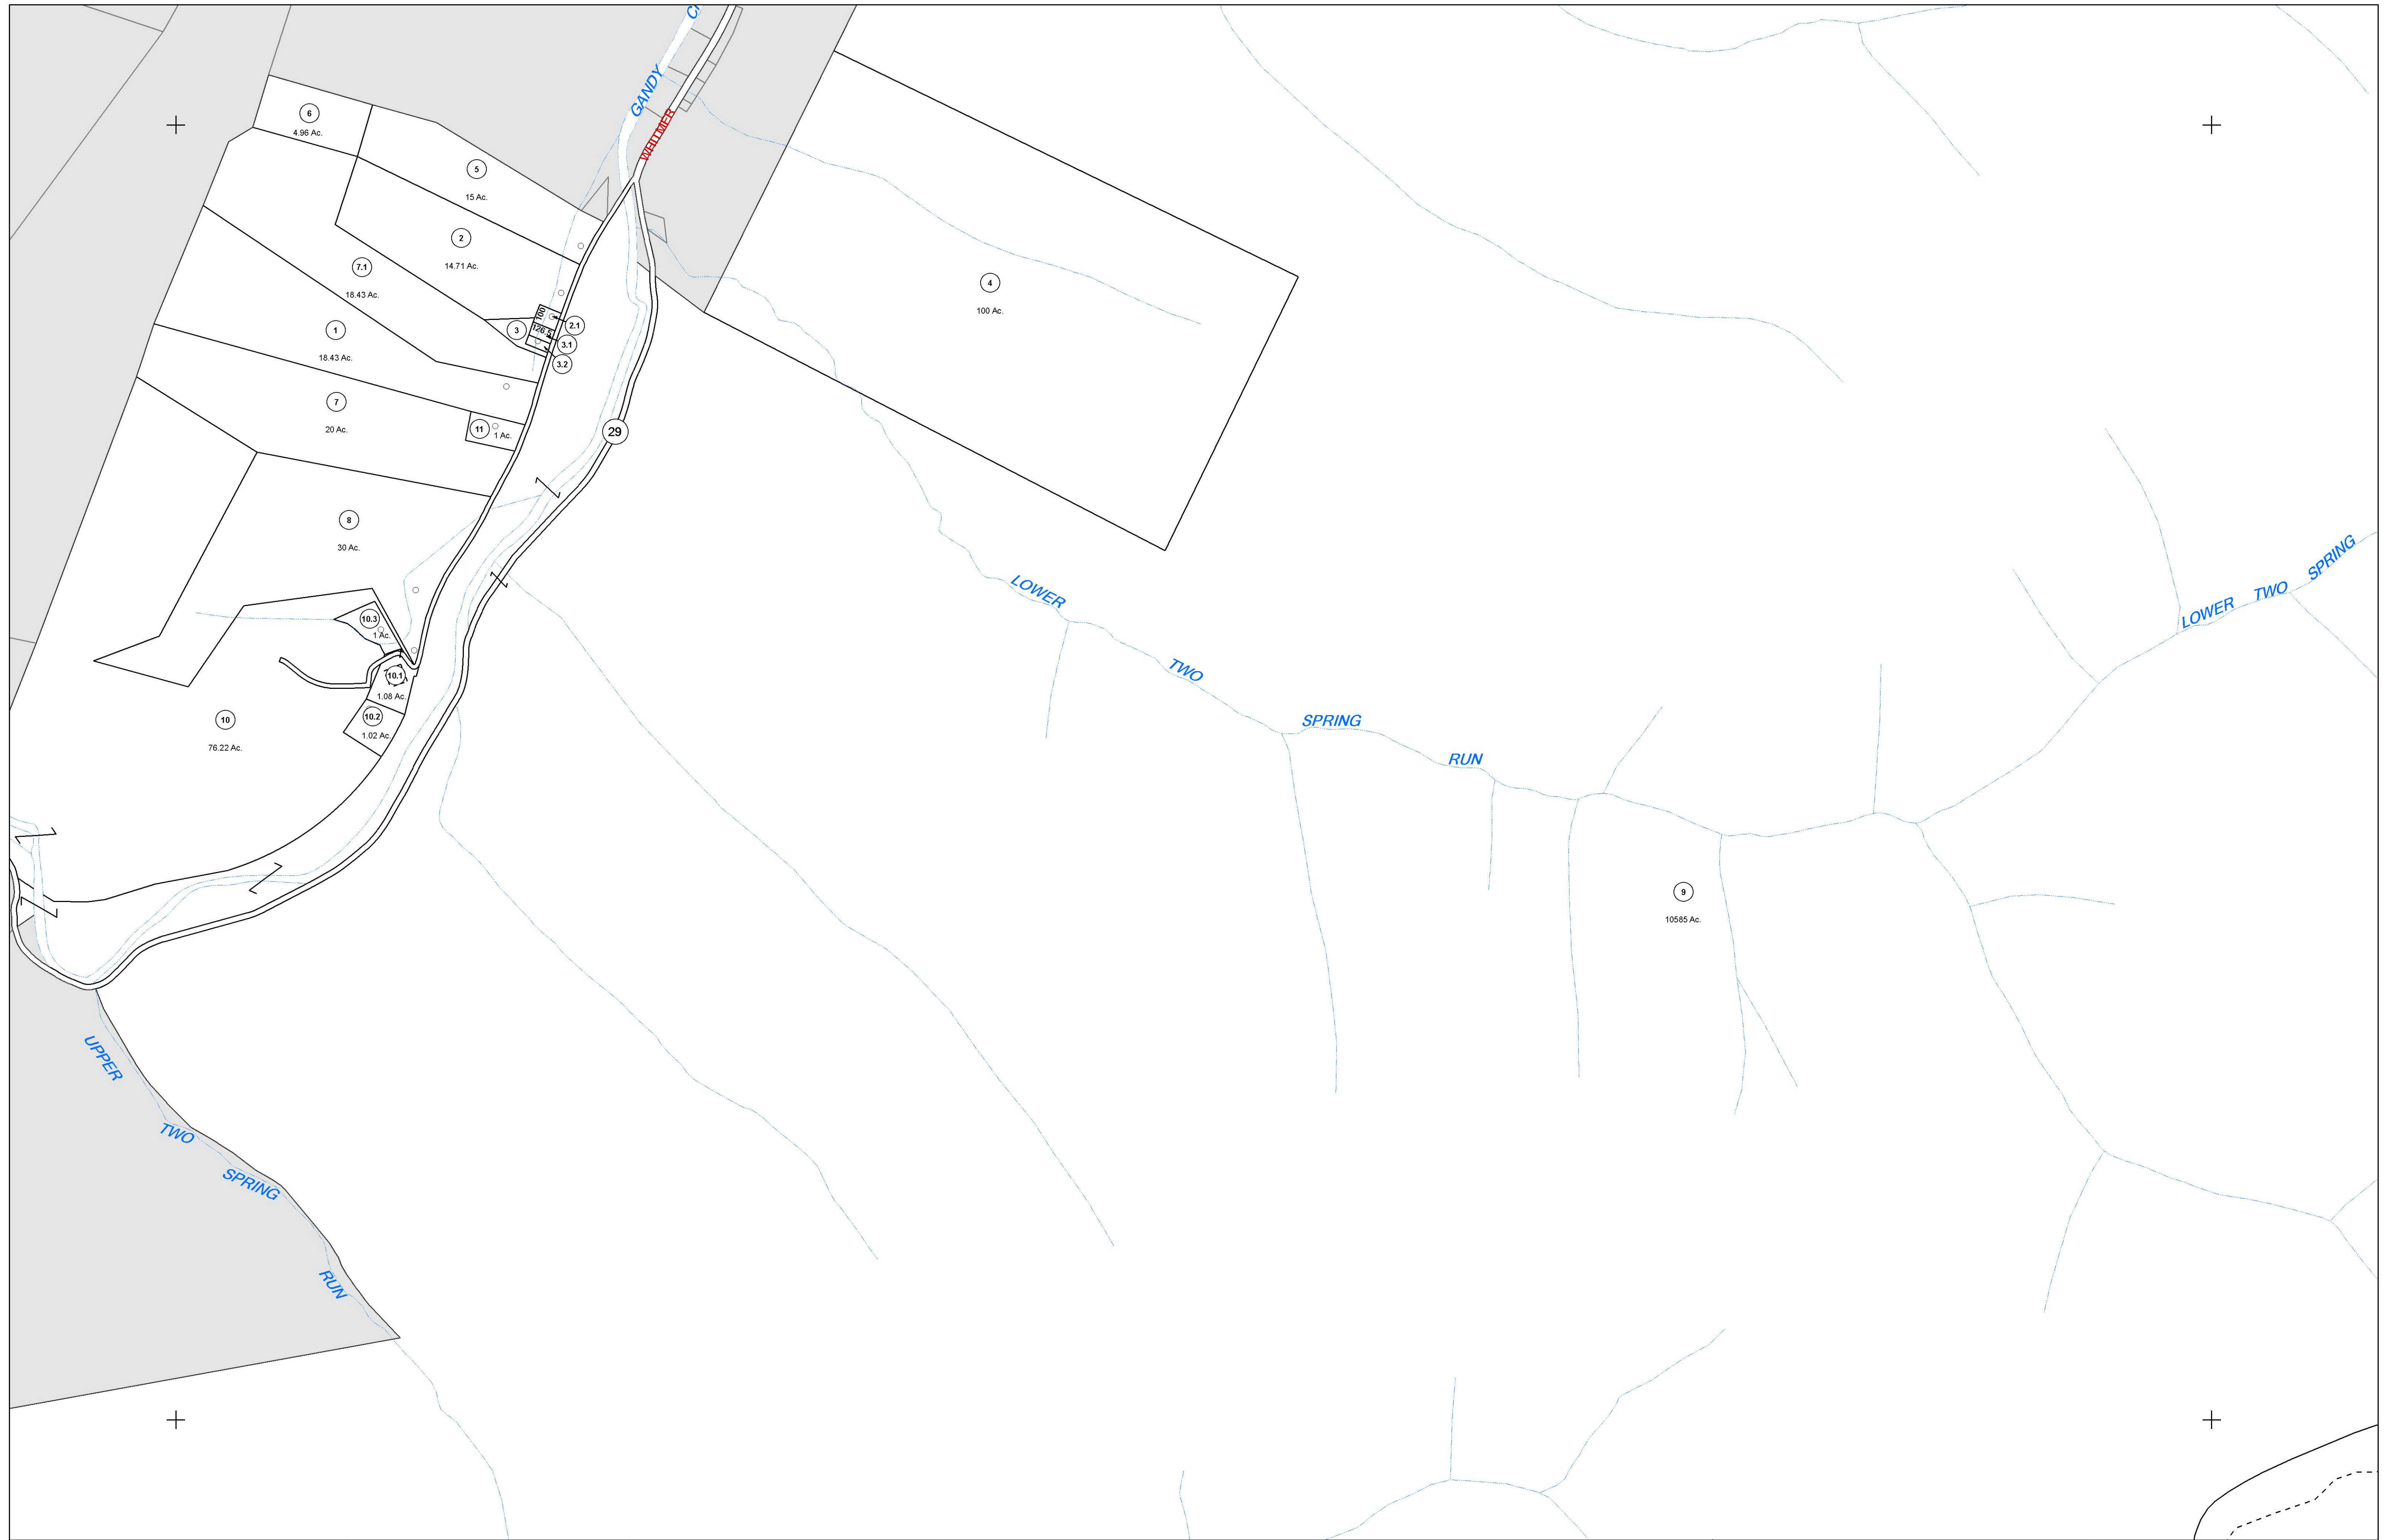 GANDY
WHITMER
6
4.96 Ac.
5
15 Ac.
2
14.71 Ac.
7.1
18.43 Ac.
4
100 Ac.
100
2.1
3
3.1
3.2
1
18.43 Ac.
7
20 Ac.
11
1 Ac.
29
8
30 Ac.
LOWER
TWO
SPRING
RUN
LOWER TWO SPRING
10.3
1 Ac.
10.1
1.08 Ac.
10.2
1.02 Ac.
10
76.22 Ac.
9
10585 Ac.
UPPER
TWO
SPRING
RUN